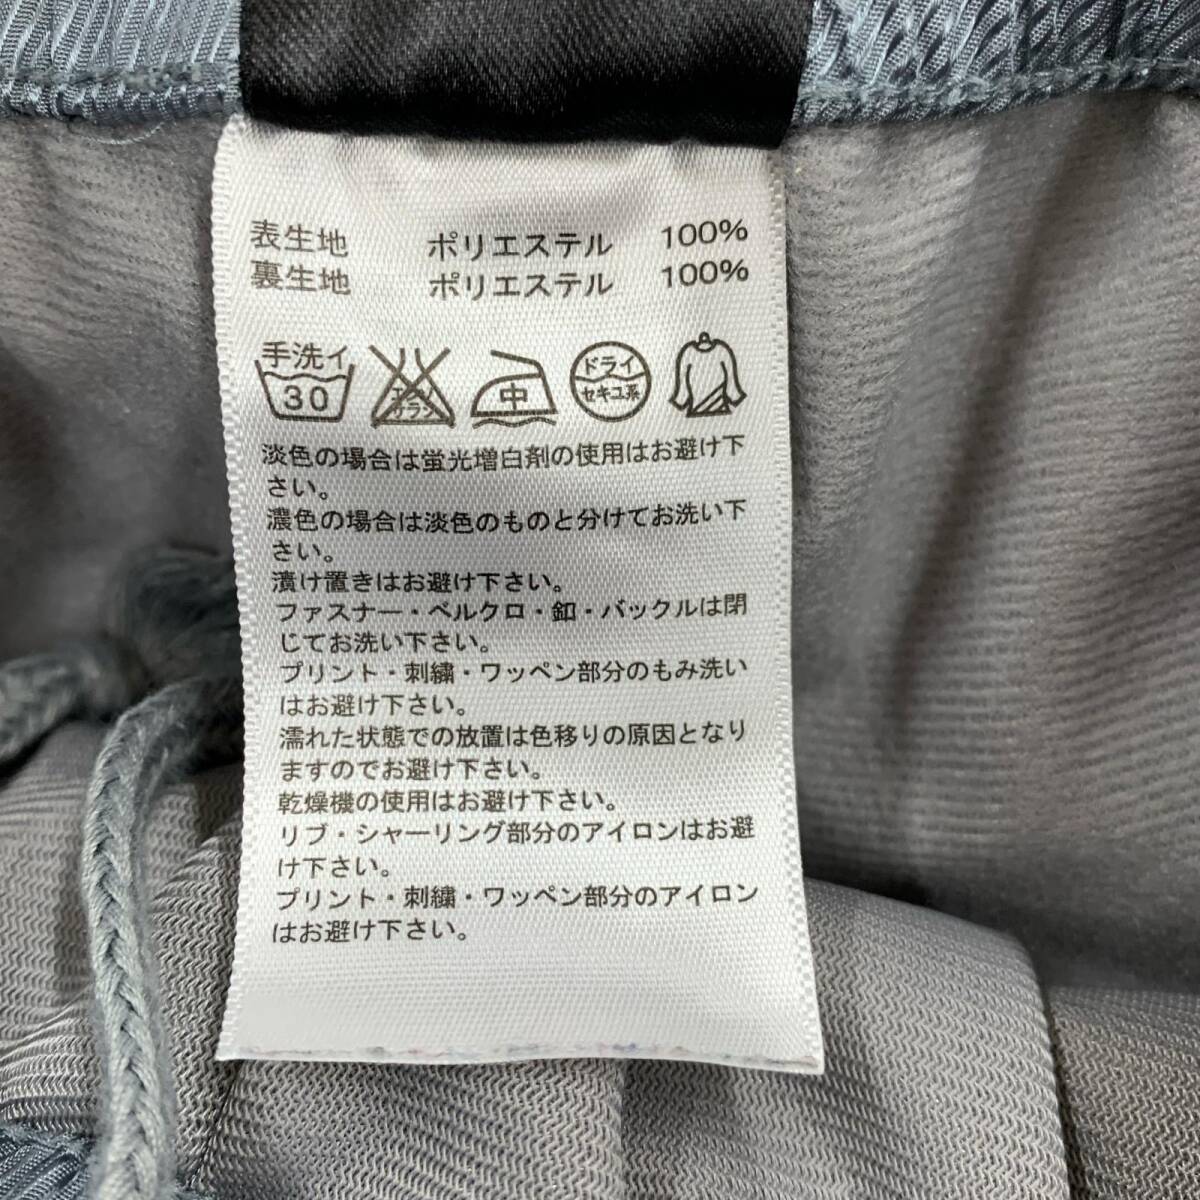 表生地 ポリエステル 100%
裏生地 ポリエステル 100%
手洗イ
30
エンソ
サラシ
中
ドライ
セキユ系
淡色の場合は蛍光増白剤の使用はお避け下
さい。
濃色の場合は淡色のものと分けてお洗い下
さい。
漬け置きはお避け下さい。
ファスナー・ベルクロ・釦・バックルは閉
じてお洗い下さい。
プリント・刺繍・ワッペン部分のもみ洗い
はお避け下さい。
濡れた状態での放置は色移りの原因となり
ますのでお避け下さい。
乾燥機の使用はお避け下さい。
リブ・シャーリング部分のアイロンはお避
け下さい。
プリント・刺繍・ワッペン部分のアイロン
はお避け下さい。